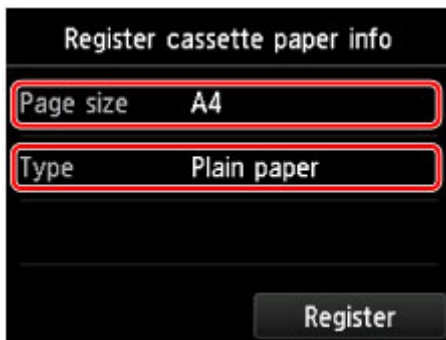 Register cassette paper info
Page size A4
Type Plain paper
Register